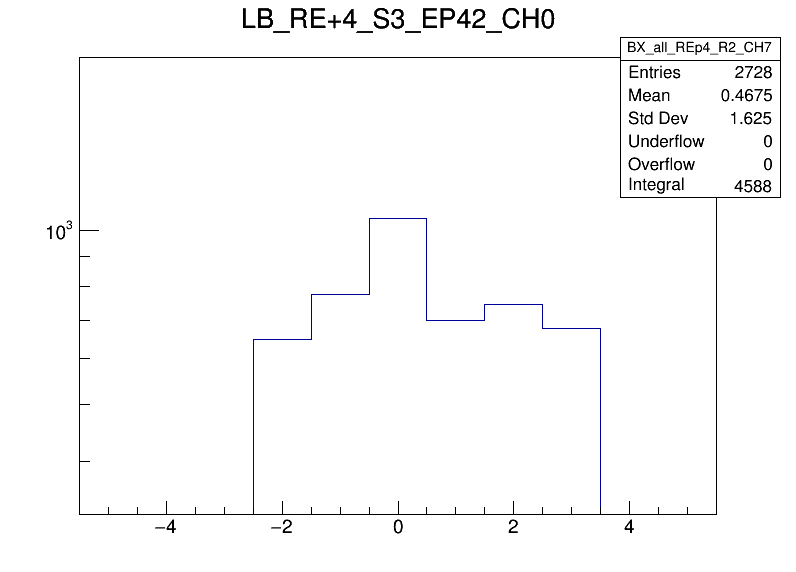 LB_RE+4_S3_EP42_CH0
BX_all_REp4_R2_CH7
Entries 2728
Mean 0.4675
Std Dev 1.625
Underflow 0
Overflow 0
Integral 4588
10³
−4 −2 0 2 4